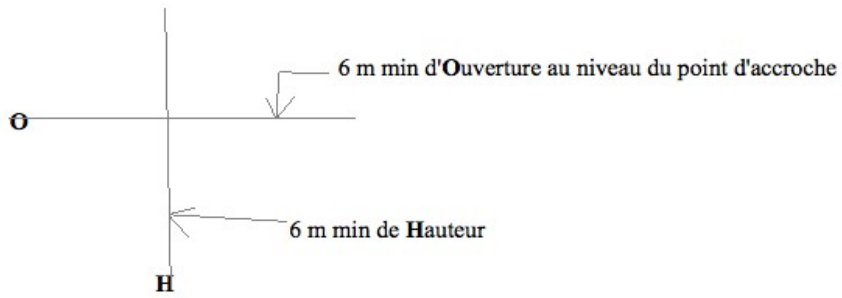 6 m min d'Ouverture au niveau du point d'accroche
O
6 m min de Hauteur
H